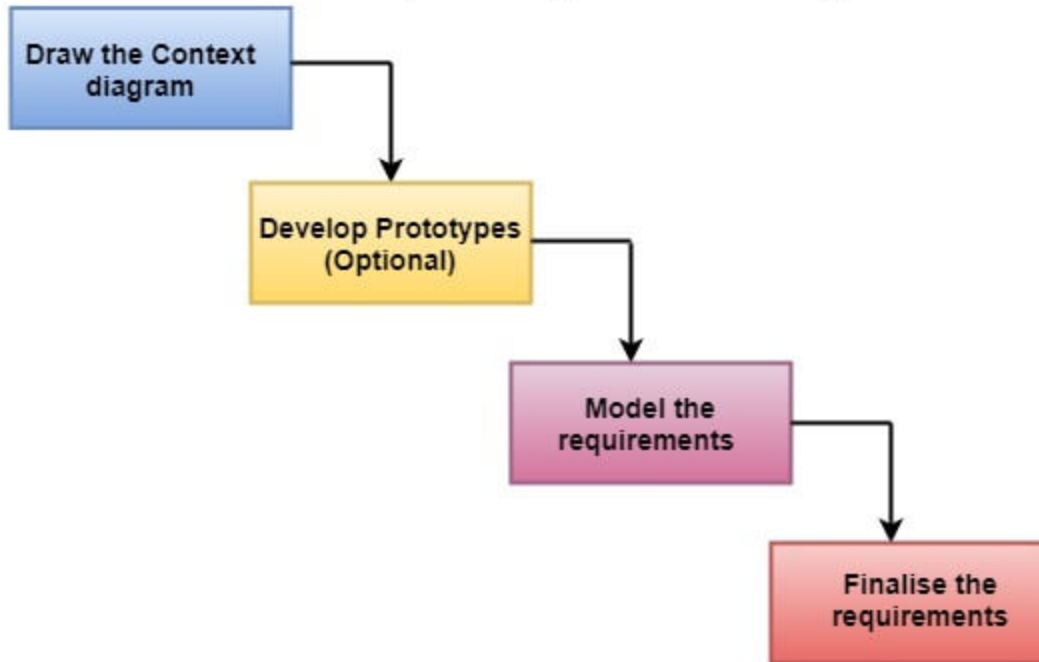 Draw the Context
diagram
Develop Prototypes
(Optional)
Model the
requirements
Finalise the
requirements